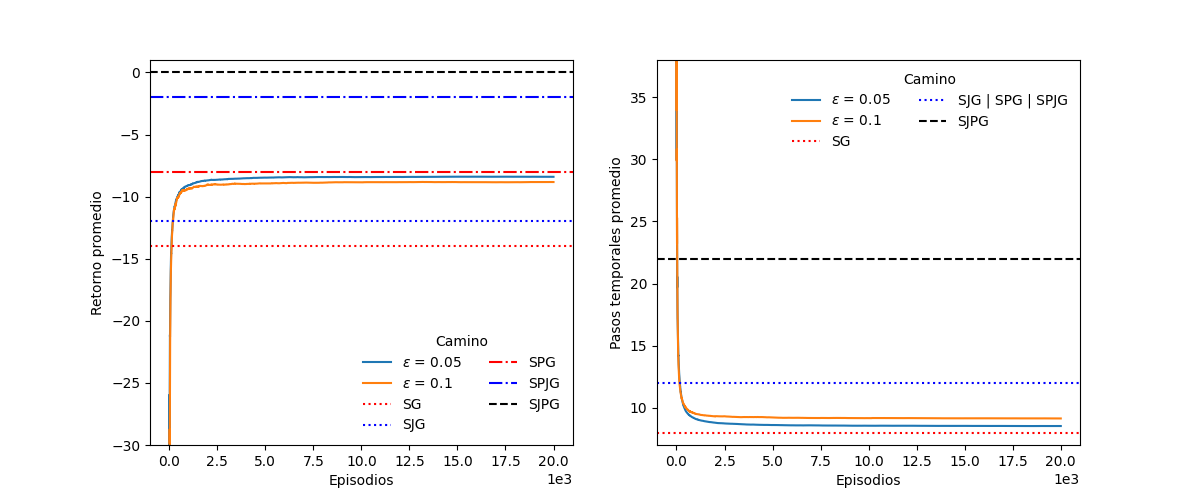 Retorno promedio
0
−5
−10
−15
−20
−25
−30
0.0 2.5 5.0 7.5 10.0 12.5 15.0 17.5 20.0
Episodios
1e3
Camino
ε = 0.05
ε = 0.1
SG
SJG
SPG
SPJG
SJPG
Pasos temporales promedio
35
30
25
20
15
10
0.0 2.5 5.0 7.5 10.0 12.5 15.0 17.5 20.0
Episodios
1e3
Camino
ε = 0.05
ε = 0.1
SG
SJG | SPG | SPJG
SJPG